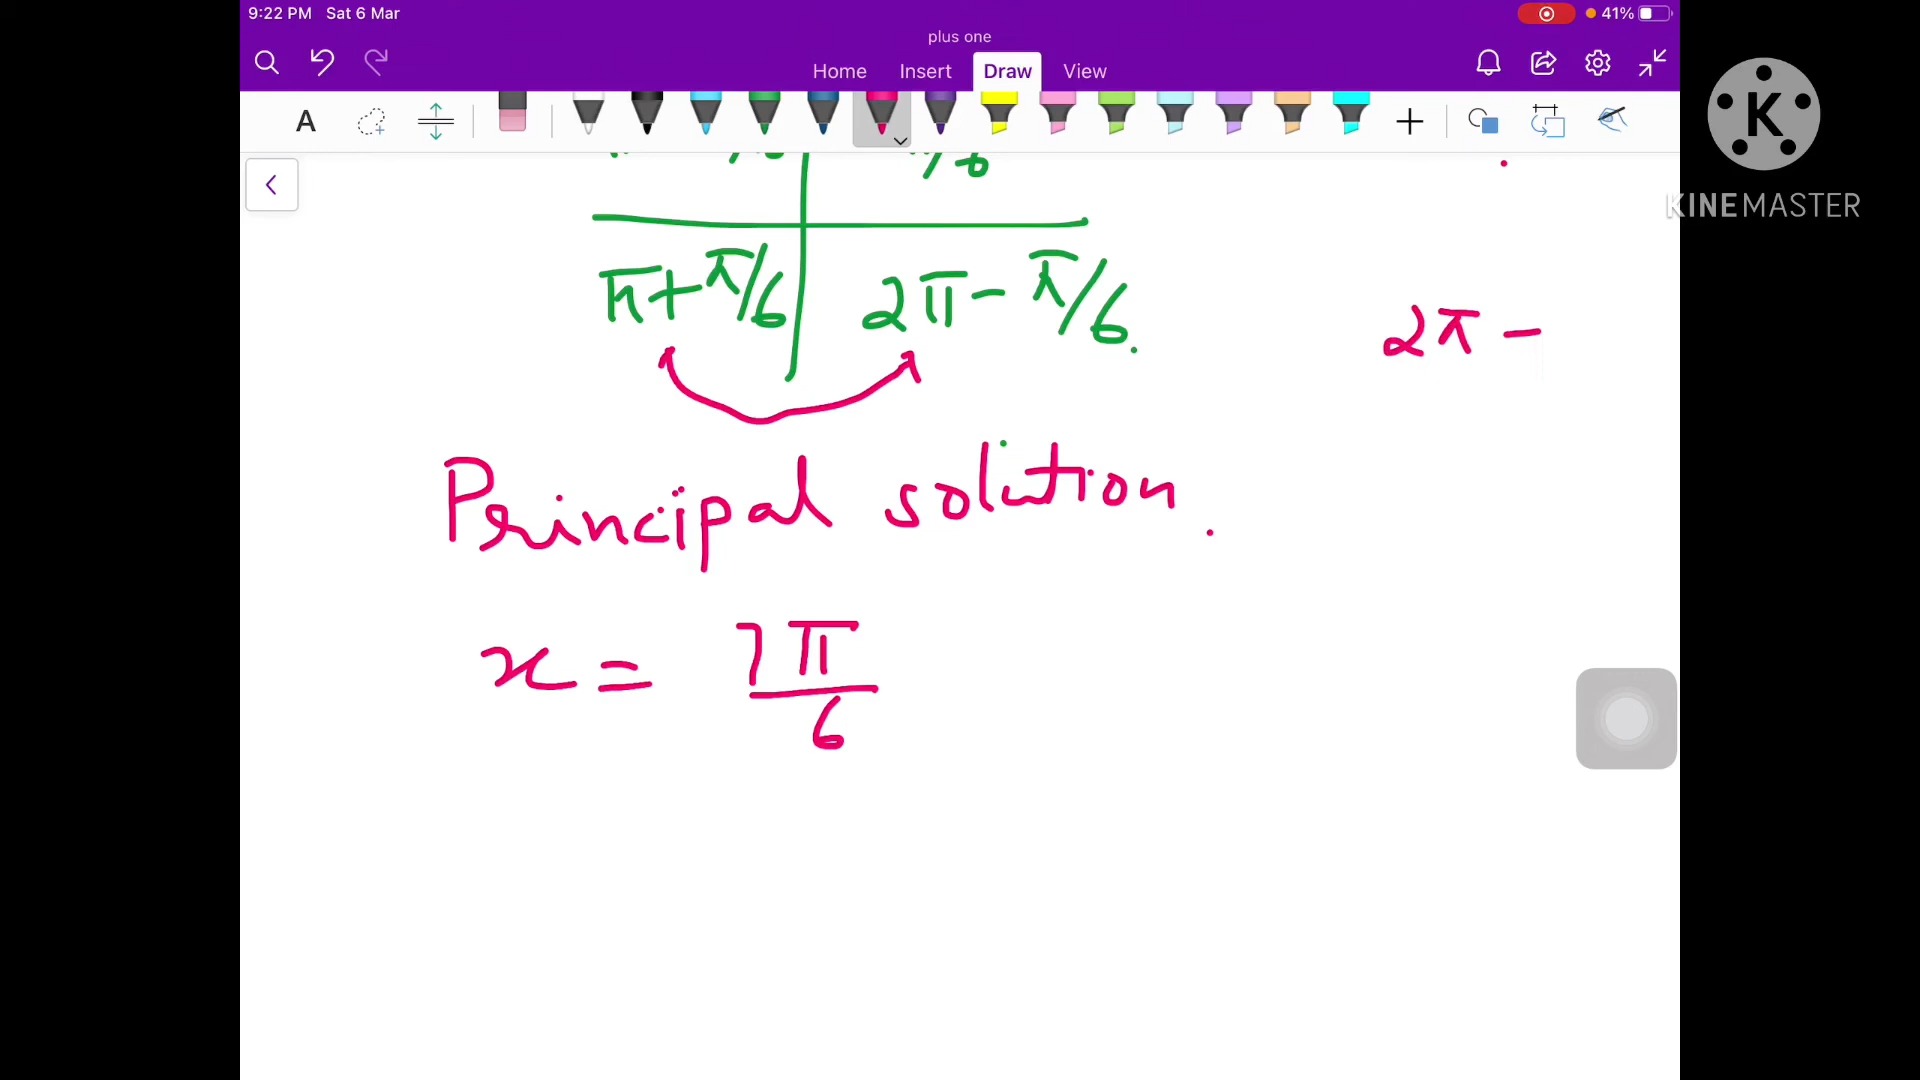 9:22 PM Sat 6 Mar
41%
plus one
Home Insert Draw View
A
K
KINEMASTER
π+π/6 2π-π/6.
2π-
Principal solution.
x = 7π/6